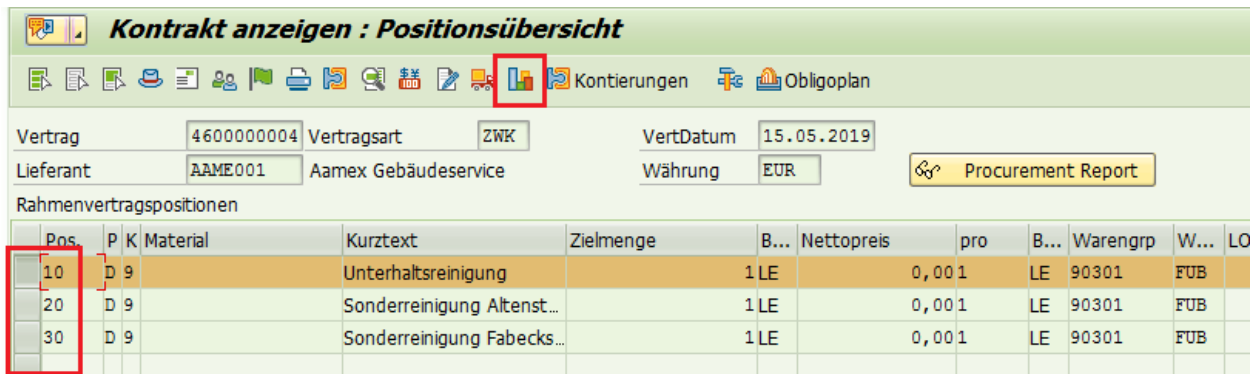 Kontrakt anzeigen : Positionsübersicht
Kontierungen Obligoplan
Vertrag 4600000004 Vertragsart ZWK VertDatum 15.05.2019
Lieferant AAME001 Aamex Gebäudeservice Währung EUR Procurement Report
Rahmenvertragspositionen
Pos. P K Material Kurztext Zielmenge B... Nettopreis pro B... Warengrp W... LO
10 D 9 Unterhaltsreinigung 1 LE 0,00 1 LE 90301 FUB
20 D 9 Sonderreinigung Altenst... 1 LE 0,00 1 LE 90301 FUB
30 D 9 Sonderreinigung Fabecks... 1 LE 0,00 1 LE 90301 FUB